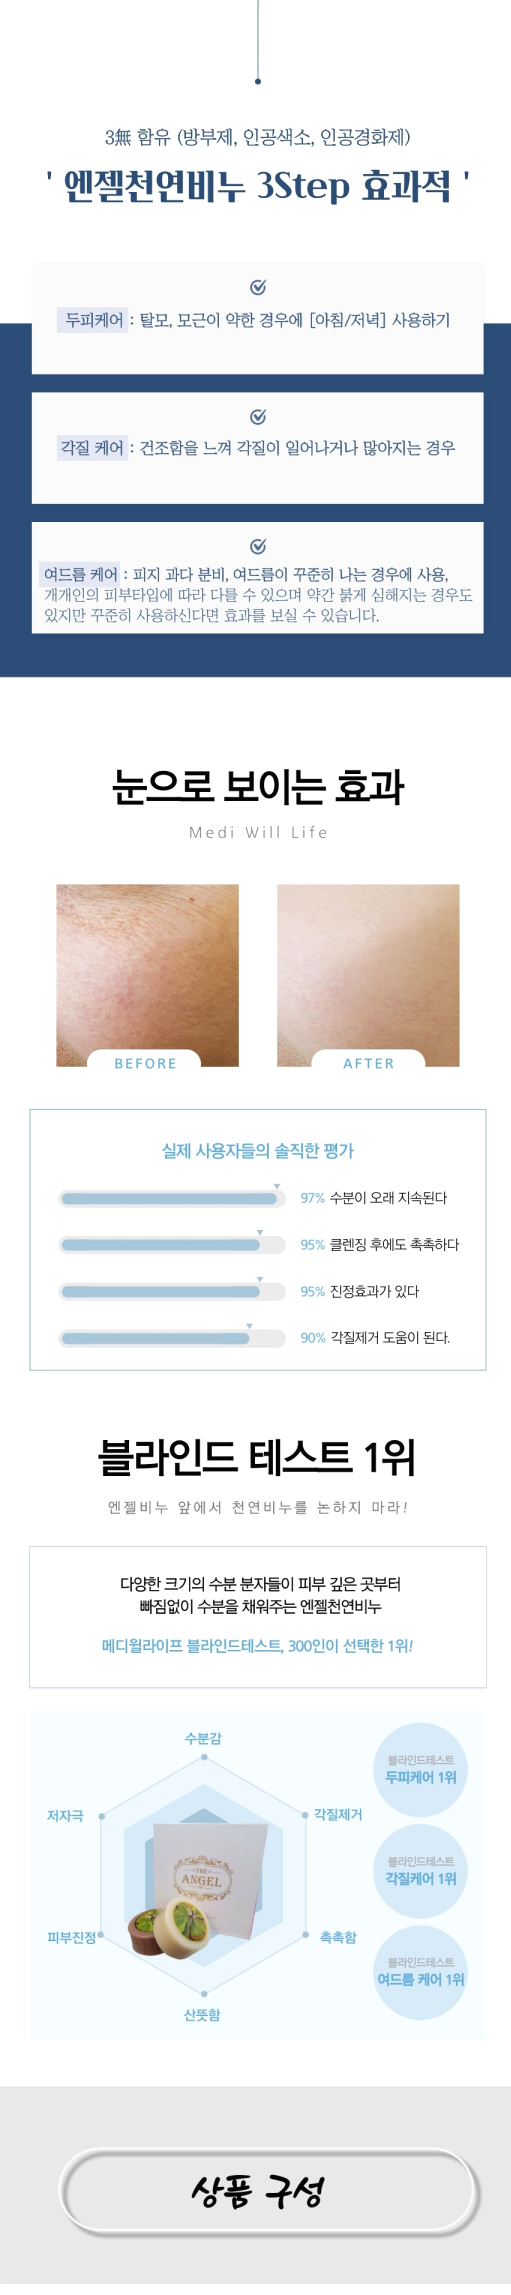 3無 함유 (방부제, 인공색소, 인공경화제)
' 엔젤천연비누 3Step 효과적 '
두피케어 : 탈모, 모근이 약한 경우에 [아침/저녁] 사용하기
각질 케어 : 건조함을 느껴 각질이 일어나거나 많아지는 경우
여드름 케어 : 피지 과다 분비, 여드름이 꾸준히 나는 경우에 사용,
개개인의 피부타입에 따라 다를 수 있으며 약간 붉게 심해지는 경우도
있지만 꾸준히 사용하신다면 효과를 보실 수 있습니다.
눈으로 보이는 효과
Medi Will Life
BEFORE
AFTER
실제 사용자들의 솔직한 평가
97% 수분이 오래 지속된다
95% 클렌징 후에도 촉촉하다
95% 진정효과가 있다
90% 각질제거 도움이 된다.
블라인드 테스트 1위
엔젤비누 앞에서 천연비누를 논하지 마라!
다양한 크기의 수분 분자들이 피부 깊은 곳부터
빠짐없이 수분을 채워주는 엔젤천연비누
메디윌라이프 블라인드테스트, 300인이 선택한 1위!
수분감
저자극
각질제거
피부진정
촉촉함
산뜻함
THE
ANGEL
블라인드테스트
두피케어 1위
블라인드테스트
각질케어 1위
블라인드테스트
여드름 케어 1위
상품 구성